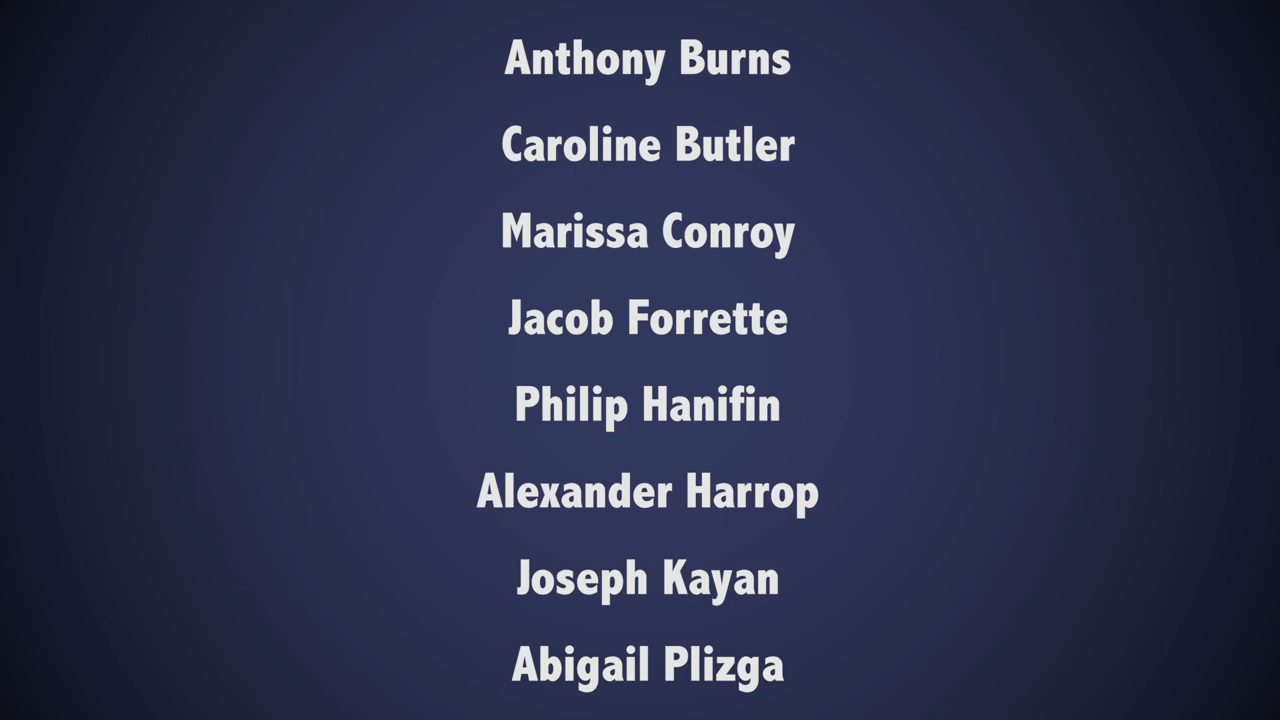 Anthony Burns
Caroline Butler
Marissa Conroy
Jacob Forrette
Philip Hanifin
Alexander Harrop
Joseph Kayan
Abigail Plizga